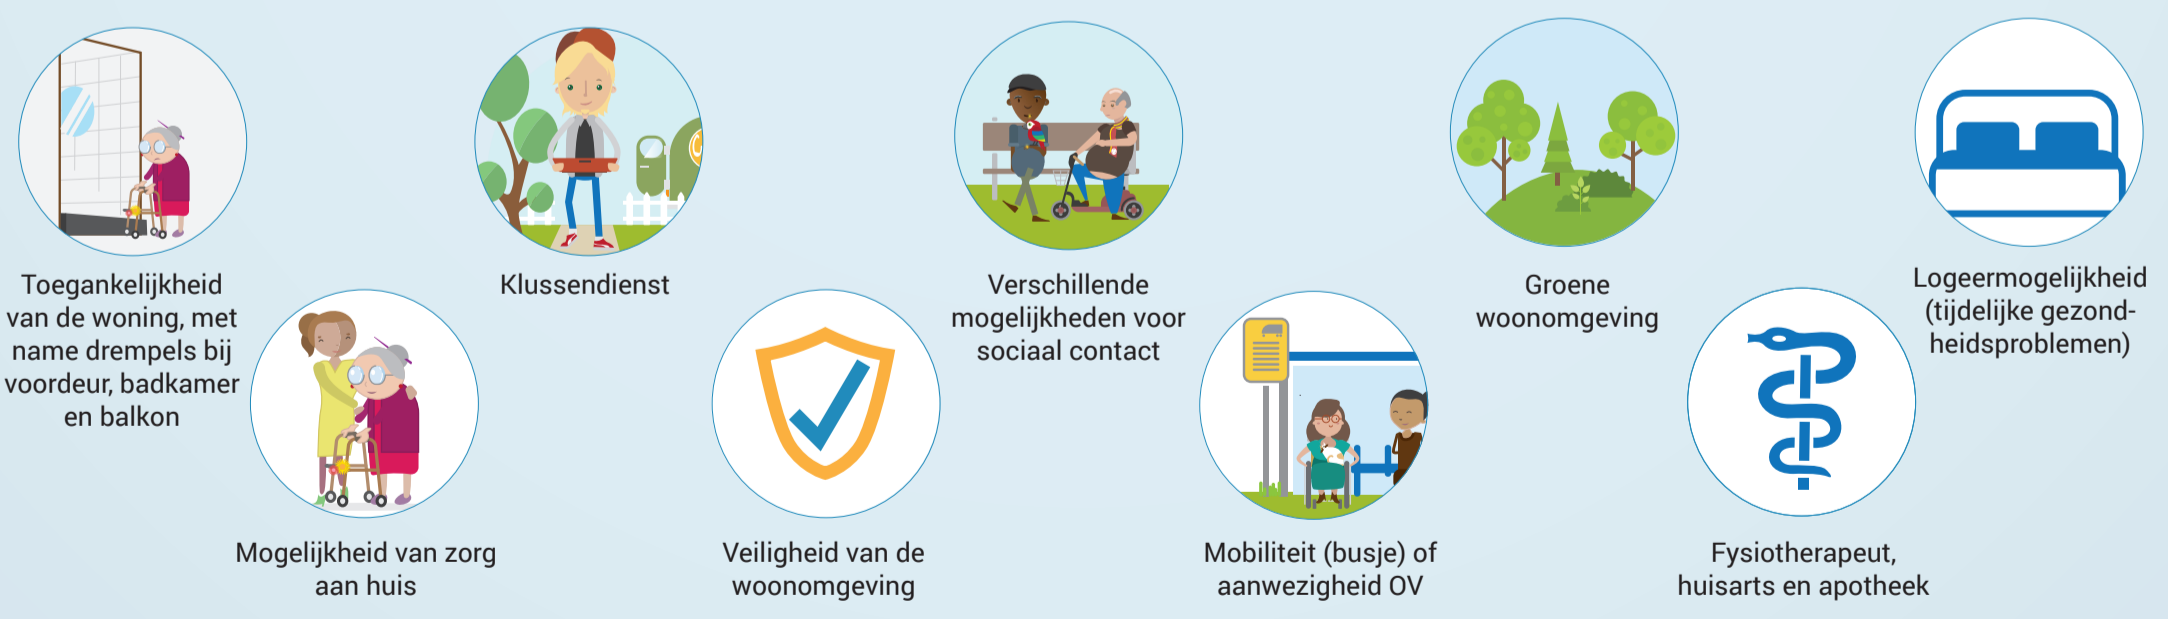 Toegankelijkheid
van de woning, met
name drempels bij
voordeur, badkamer
en balkon
Mogelijkheid van zorg
aan huis
Klussendienst
Veiligheid van de
woonomgeving
Verschillende
mogelijkheden voor
sociaal contact
Mobiliteit (busje) of
aanwezigheid OV
Groene
woonomgeving
Fysiotherapeut,
huisarts en apotheek
Logeermogelijkheid
(tijdelijke gezond-
heidsproblemen)